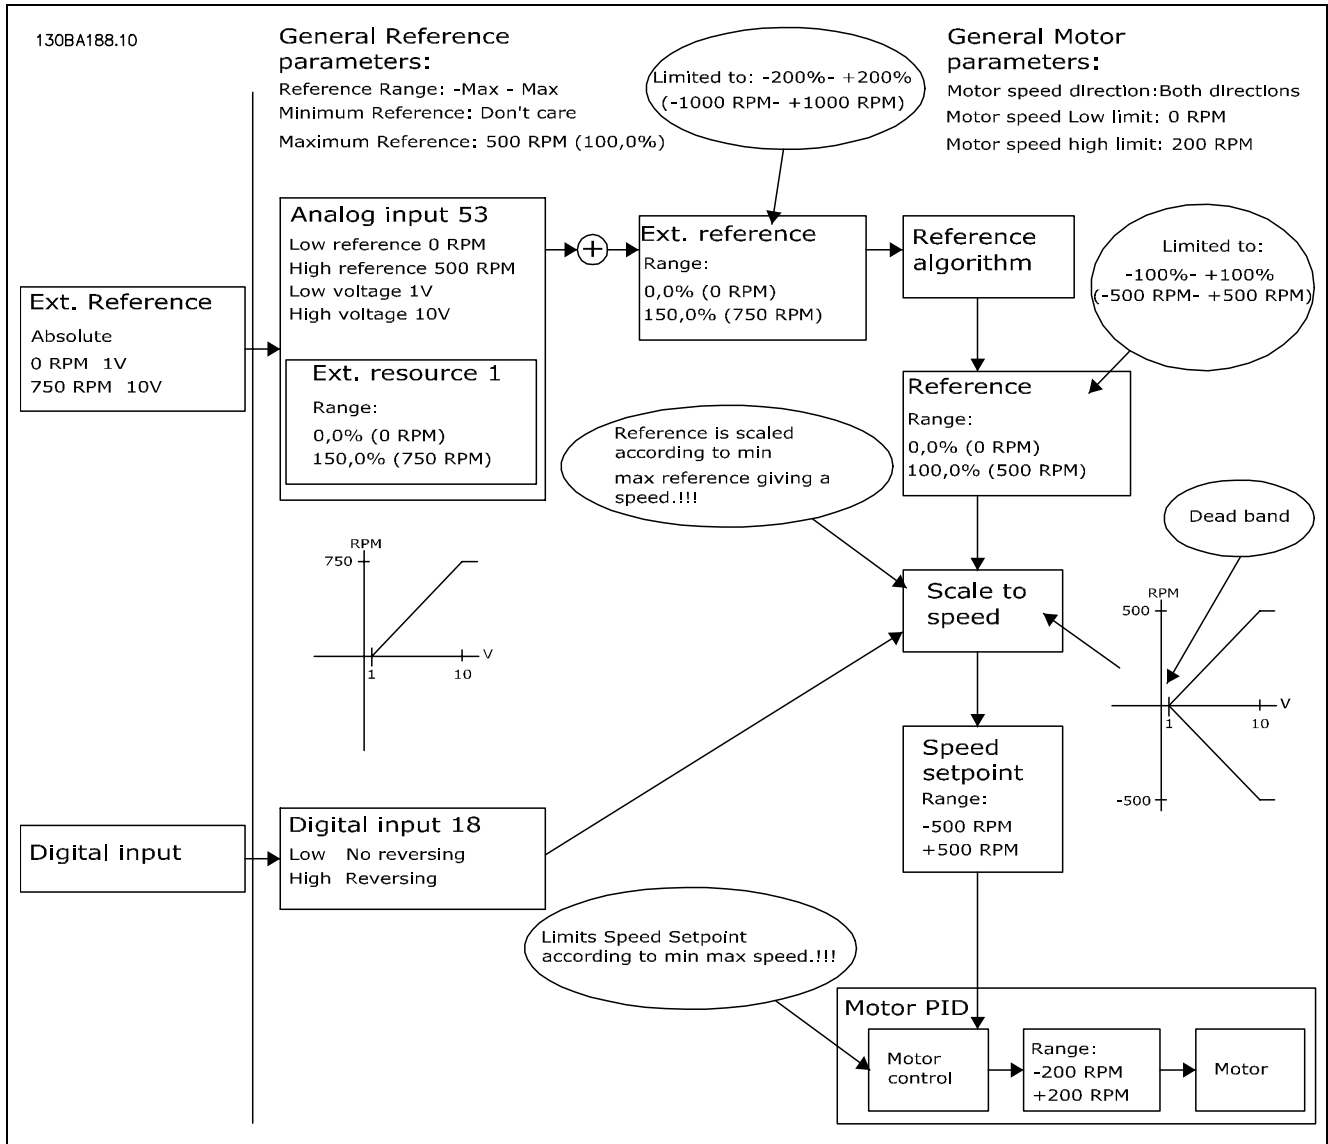 130BA188.10
General Reference
parameters:
Reference Range: -Max - Max
Minimum Reference: Don't care
Maximum Reference: 500 RPM (100,0%)
Limited to: -200%- +200%
(-1000 RPM- +1000 RPM)
General Motor
parameters:
Motor speed direction:Both directions
Motor speed Low limit: 0 RPM
Motor speed high limit: 200 RPM
Ext. Reference
Absolute
0 RPM 1V
750 RPM 10V
Analog input 53
Low reference 0 RPM
High reference 500 RPM
Low voltage 1V
High voltage 10V
Ext. resource 1
Range:
0,0% (0 RPM)
150,0% (750 RPM)
+
Ext. reference
Range:
0,0% (0 RPM)
150,0% (750 RPM)
Reference
algorithm
Limited to:
-100%- +100%
(-500 RPM- +500 RPM)
Reference
Range:
0,0% (0 RPM)
100,0% (500 RPM)
Reference is scaled
according to min
max reference giving a
speed.!!!
Dead band
RPM
750
V
1
10
Scale to
speed
RPM
500
V
1
10
-500
Speed
setpoint
Range:
-500 RPM
+500 RPM
Digital input
Digital input 18
Low No reversing
High Reversing
Limits Speed Setpoint
according to min max speed.!!!
Motor PID
Motor
control
Range:
-200 RPM
+200 RPM
Motor